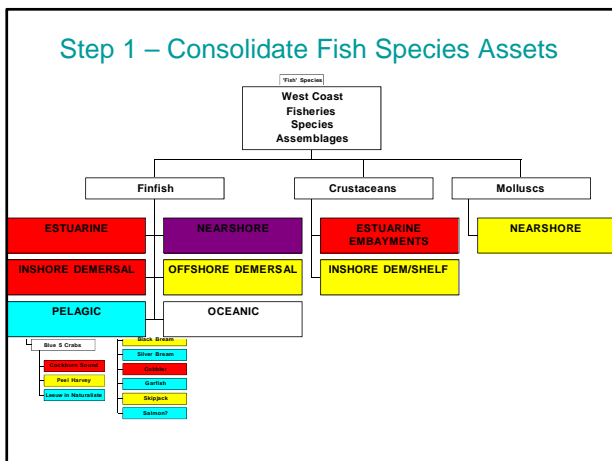 Step 1 – Consolidate Fish Species Assets
'Fish' Species
West Coast
Fisheries
Species
Assemblages
Finfish
Crustaceans
Molluscs
ESTUARINE
NEARSHORE
ESTUARINE
EMBAYMENTS
NEARSHORE
INSHORE DEMERSAL
OFFSHORE DEMERSAL
INSHORE DEM/SHELF
PELAGIC
OCEANIC
Blue S Crabs
Cockburn Sound
Peel Harvey
Leeuw in Naturaliste
Black Bream
Silver Bream
Cobbler
Garfish
Skipjack
Salmon?